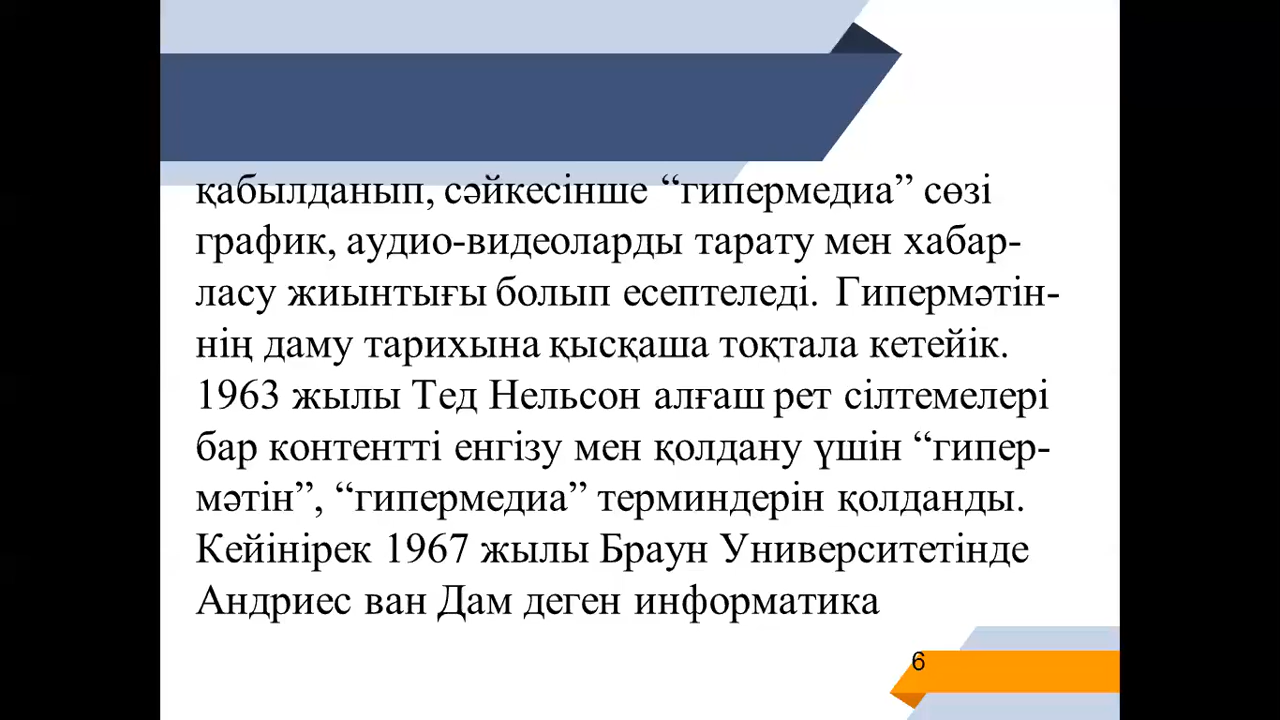 қабылданып, сәйкесінше “гипермедиа” сөзі
график, аудио-видеоларды тарату мен хабар-
ласу жиынтығы болып есептеледі. Гипермәтін-
нің даму тарихына қысқаша тоқтала кетейік.
1963 жылы Тед Нельсон алғаш рет сілтемелері
бар контентті енгізу мен қолдану үшін “гипер-
мәтін”, “гипермедиа” терминдерін қолданды.
Кейінірек 1967 жылы Браун Университетінде
Андриес ван Дам деген информатика
6